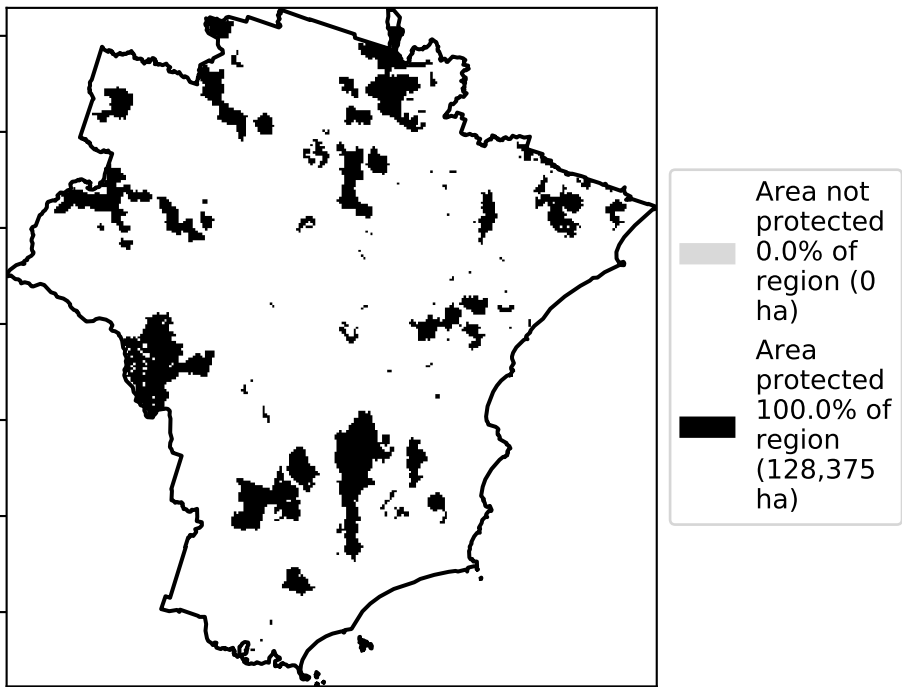 Area not
protected
0.0% of
region (0
ha)
Area
protected
100.0% of
region
(128,375
ha)